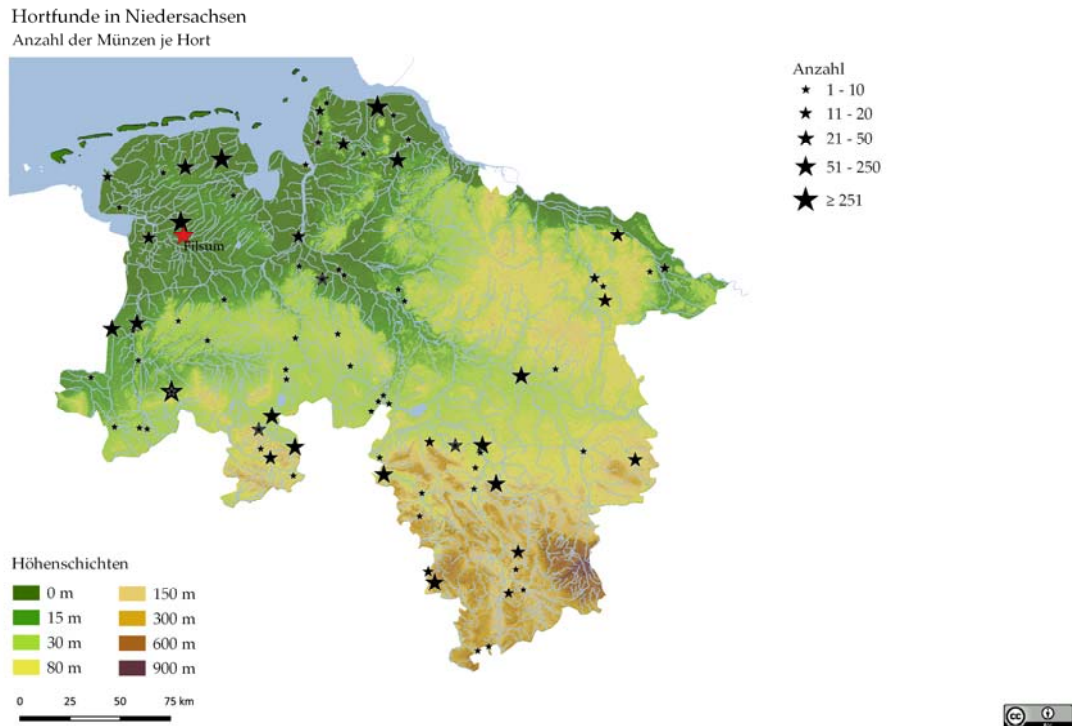 Hortfunde in Niedersachsen
Anzahl der Münzen je Hort
Anzahl
1 - 10
11 - 20
21 - 50
51 - 250
≥ 251
Filsum
Höhenschichten
0 m
15 m
30 m
80 m
150 m
300 m
600 m
900 m
0 25 50 75 km
cc